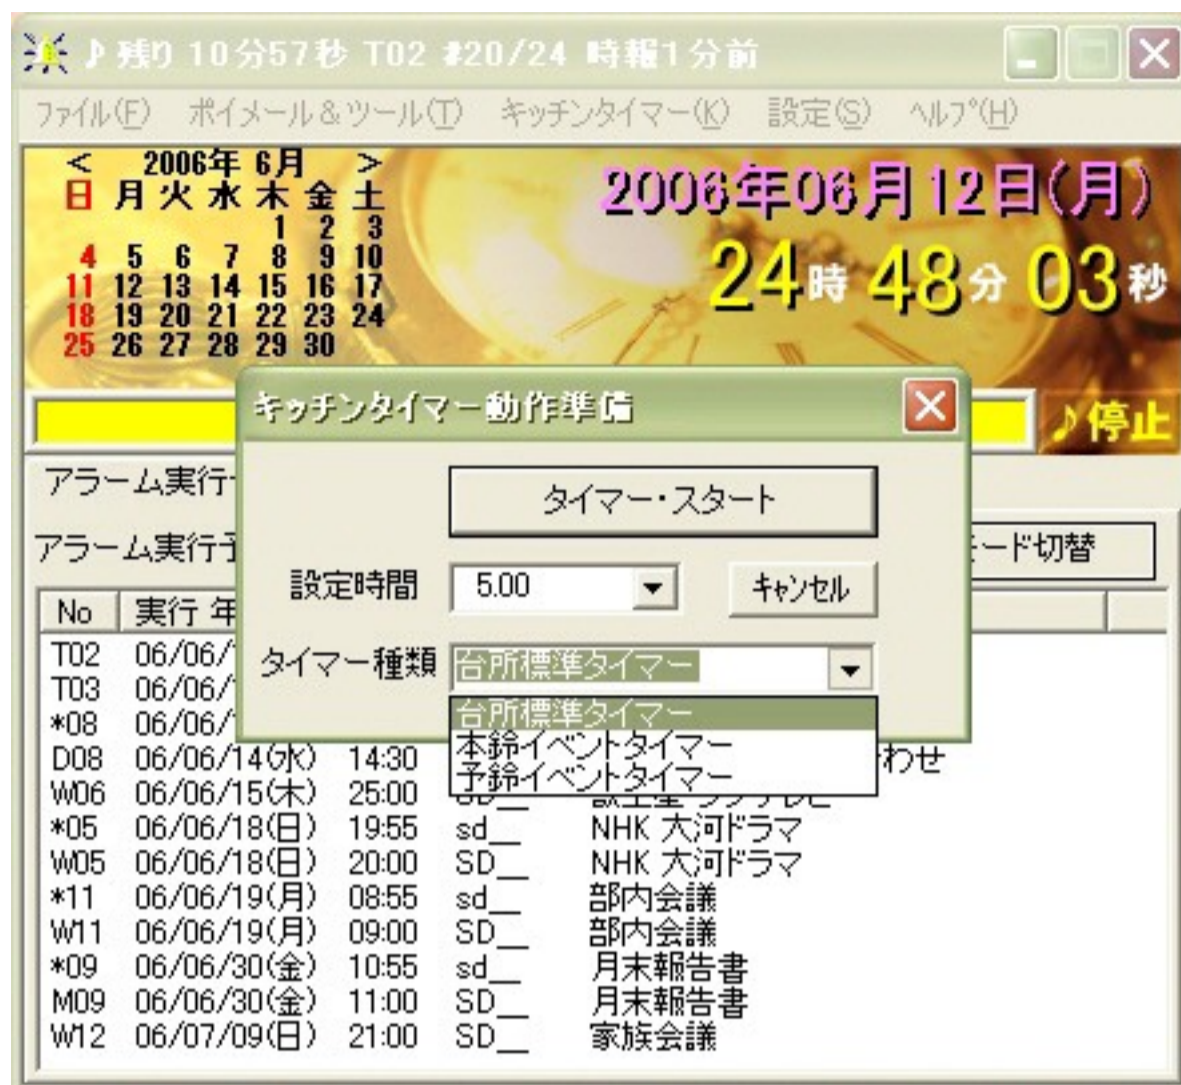 ♪残り 10分57秒 T02 #20/24 時報1分前
ファイル(F) ポイメール&ツール(T) キッチンタイマー(K) 設定(S) ヘルプ(H)
< 2006年 6月 >
日 月 火 水 木 金 土
1 2 3
4 5 6 7 8 9 10
11 12 13 14 15 16 17
18 19 20 21 22 23 24
25 26 27 28 29 30
2006年06月12日(月)
24時 48分 03秒
♪停止
アラーム実行
アラーム実行予
モード切替
キッチンタイマー動作準備
タイマー・スタート
設定時間 5.00 キャンセル
タイマー種類 台所標準タイマー
台所標準タイマー
本鈴イベントタイマー
予鈴イベントタイマー
No 実行 年
T02 06/06/
T03 06/06/
*08 06/06/
D08 06/06/14(水) 14:30 わせ
W06 06/06/15(木) 25:00
*05 06/06/18(日) 19:55 sd__ NHK 大河ドラマ
W05 06/06/18(日) 20:00 SD__ NHK 大河ドラマ
*11 06/06/19(月) 08:55 sd__ 部内会議
W11 06/06/19(月) 09:00 SD__ 部内会議
*09 06/06/30(金) 10:55 sd__ 月末報告書
M09 06/06/30(金) 11:00 SD__ 月末報告書
W12 06/07/09(日) 21:00 SD__ 家族会議